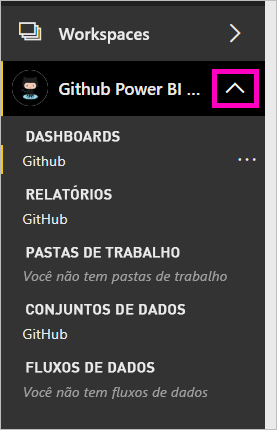 Workspaces
Github Power BI ...
DASHBOARDS
Github
RELATÓRIOS
GitHub
PASTAS DE TRABALHO
Você não tem pastas de trabalho
CONJUNTOS DE DADOS
GitHub
FLUXOS DE DADOS
Você não tem fluxos de dados